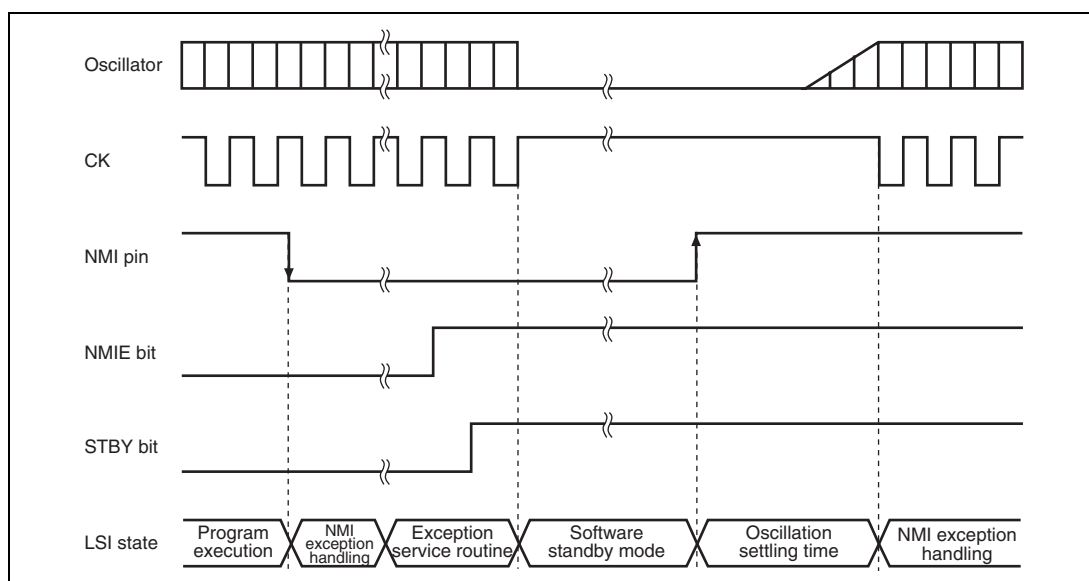 Oscillator
CK
NMI pin
NMIE bit
STBY bit
LSI state
Program
execution
NMI
exception
handling
Exception
service routine
Software
standby mode
Oscillation
settling time
NMI exception
handling